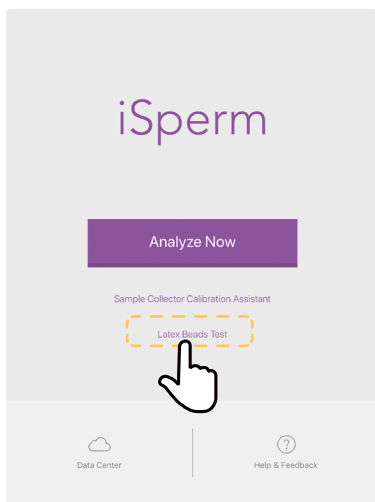 iSperm
Analyze Now
Sample Collector Calibration Assistant
Latex Beads Test
Data Center
Help & Feedback